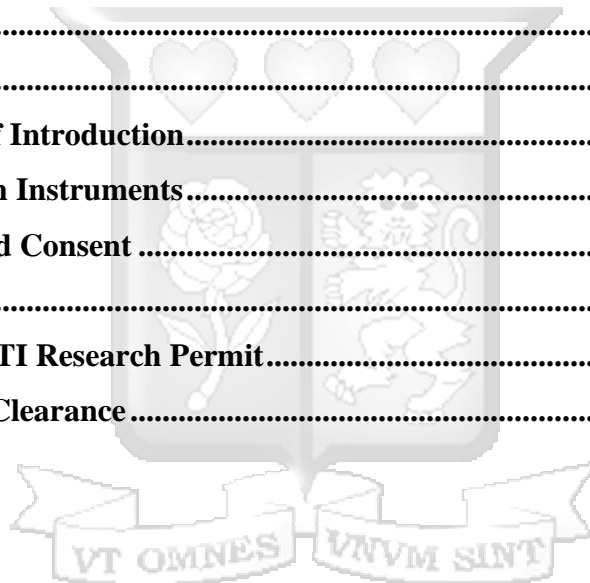 ................................................................
................................................................
f Introduction................................................
n Instruments................................................
d Consent......................................................
................................................................
TI Research Permit......................................
Clearance......................................................
VT OMNES VNVM SINT